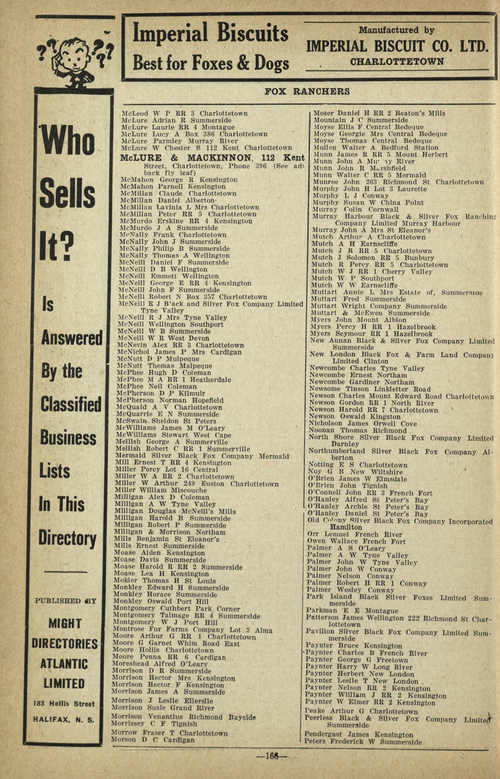 Imperial Biscuits
Best for Foxes & Dogs
Manufactured by
IMPERIAL BISCUIT CO. LTD.
CHARLOTTETOWN
FOX RANCHERS
Who
Sells
It?
Is
Answered
By the
Classified
Business
Lists
In This
Directory
PUBLISHED BY
MIGHT
DIRECTORIES
ATLANTIC
LIMITED
183 Hollis Street
HALIFAX, N. S.
McLeod W P RR 3 Charlottetown
McLure Adrian R Summerside
McLure Laurie RR 4 Montague
McLure Lucy A Box 386 Charlottetown
McLure Parmley Murray River
McLure W Chester S 112 Kent Charlottetown
McLURE & MACKINNON, 112 Kent
Street, Charlottetown, Phone 396 (See adv
back fly leaf)
McMahon George R Kensington
McMahon Parnell Kensington
McMillan Claude Charlottetown
McMillan Daniel Alberton
McMillan Lavinia L Mrs Charlottetown
McMillan Peter RR 5 Charlottetown
McMurdo Erskine RR 4 Kensington
McMurdo J A Summerside
McNally Frank Charlottetown
McNally John J Summerside
McNally Philip B Summerside
McNally Thomas A Wellington
McNeill Daniel F Summerside
McNeill D B Wellington
McNeill Emmett Wellington
McNeill George E RR 4 Kensington
McNeill John F Summerside
McNeill Robert N Box 357 Charlottetown
McNeill R J Black and Silver Fox Company Limited
Tyne Valley
McNeill R J Mrs Tyne Valley
McNeill Wellington Southport
McNeill W B Summerside
McNeill W R West Devon
McNevin Alex RR 3 Charlottetown
McNichol James P Mrs Cardigan
McNutt D P Malpeque
McNutt Thomas Malpeque
McPhee Hugh D Coleman
McPhee M A RR 1 Heatherdale
McPhee Neil Coleman
McPherson D P Kilmuir
McPherson Norman Hopefield
McQuaid A V Charlottetown
McQuarrie E N Summerside
McSwain Sheldon St Peters
McWilliams James M O'Leary
McWilliams Stewart West Cape
Mellish George A Summerville
Mellish Robert C RR 1 Summerville
Mermaid Silver Black Fox Company Mermaid
Mill Ernest T RR 4 Kensington
Miller Percy Lot 16 Central
Miller W A RR 2 Charlottetown
Miller W Arthur 249 Euston Charlottetown
Miller William Miscouche
Milligan Alex D Coleman
Milligan A W Tyne Valley
Milligan Douglas McNeill's Mills
Milligan Harold B Summerside
Milligan Robert P Summerside
Milligan & Morrison Northam
Mills Benjamin St Eleanor's
Mills Ernest Summerside
Moase Alden Kensington
Moase Davis Summerside
Moase Harold R RR 2 Summerside
Moase Lea H Kensington
Mokler Thomas H St Louis
Monkley Edward H Summerside
Monkley Horace Summerside
Monkley Oswald Port Hill
Montgomery Cuthbert Park Corner
Montgomery Talmage RR 4 Summerside
Montgomery W J Port Hill
Montrose Fur Farms Company Lot 3 Alma
Moore Arthur G RR 1 Charlottetown
Moore G Garnet Whim Road East
Moore Hollis Charlottetown
Moore Penna RR 6 Cardigan
Moreshead Alfred O'Leary
Morrison D R Summerside
Morrison Hector Mrs Kensington
Morrison Hector F Kensington
Morrison James A Summerside
Morrison J Leslie Ellerslie
Morrison Susie Grand River
Morrison Venantius Richmond Bayside
Morrissey C F Tignish
Morrow Fraser T Charlottetown
Morson D C Cardigan
Moser Daniel H RR 2 Beaton's Mills
Mountain J C Summerside
Moyse Ellis F Central Bedeque
Moyse Georgie Mrs Central Bedeque
Moyse Thomas Central Bedeque
Mullen Walter A Bedford Station
Munn James R RR 5 Mount Herbert
Munn John A Murray River
Munn John R Marshfield
Munn Walter C RR 5 Mermaid
Munroe John 263 Richmond St Charlottetown
Murphy John H Lot 3 Laurette
Murphy L J Conway
Murphy Susan W China Point
Murray Colin Cornwall
Murray Harbour Black & Silver Fox Ranching
Company Limited Murray Harbour
Murray John A Mrs St Eleanor's
Mutch Arthur A Charlottetown
Mutch A H Earnscliffe
Mutch J R RR 5 Charlottetown
Mutch J Solomon RR 5 Bunbury
Mutch R Percy RR 5 Charlottetown
Mutch W J RR 1 Cherry Valley
Mutch W P Southport
Mutch W W Earnscliffe
Muttart Annie L Mrs Estate of, Summerside
Muttart Fred Summerside
Muttart Wright Company Summerside
Muttart & McEwen Summerside
Myers John Mount Albion
Myers Percy H RR 1 Hazelbrook
Myers Seymour RR 1 Hazelbrook
New Annan Black & Silver Fox Company Limited
Summerside
New London Black Fox & Farm Land Company
Limited Clinton
Newcombe Charles Tyne Valley
Newcombe Ernest Northam
Newcombe Gardiner Northam
Newsome Tinson Linkletter Road
Newson Charles Mount Edward Road Charlottetown
Newson Gordon RR 1 North River
Newson Harold RR 7 Charlottetown
Newson Oswald Kingston
Nicholson James Orwell Cove
Noonan Thomas Richmond
North Shore Silver Black Fox Company Limited
Darnley
Northumberland Silver Black Fox Company Al-
berton
Notting E S Charlottetown
Noy G B New Wiltshire
O'Brien James W Elmsdale
O'Brien John Tignish
O'Connell John RR 3 French Fort
O'Hanley Alfred St Peter's Bay
O'Hanley Archie St Peter's Bay
O'Hanley Daniel St Peter's Bay
Old Colony Silver Black Fox Company Incorporated
Hamilton
Orr Lemuel French River
Owen Wallace French Fort
Palmer A S O'Leary
Palmer A W Tyne Valley
Palmer John W Tyne Valley
Palmer John W Conway
Palmer Nelson Conway
Palmer Robert H RR 1 Conway
Palmer Wesley Conway
Park Island Black Silver Foxes Limited Sum-
merside
Parkman E E Montague
Patterson James Wellington 222 Richmond St Char-
lottetown
Pavilion Silver Black Fox Company Limited Sum-
merside
Paynter Bruce Kensington
Paynter Charles B French River
Paynter George G Freetown
Paynter Harry W Long River
Paynter Herbert New London
Paynter Leslie T New London
Paynter Nelson RR 2 Kensington
Paynter William J RR 2 Kensington
Paynter W Elmer RR 2 Kensington
Peake Arthur G Charlottetown
Peerless Black & Silver Fox Company Limited
Summerside
Pendergast James Kensington
Peters Frederick W Summerside
—166—